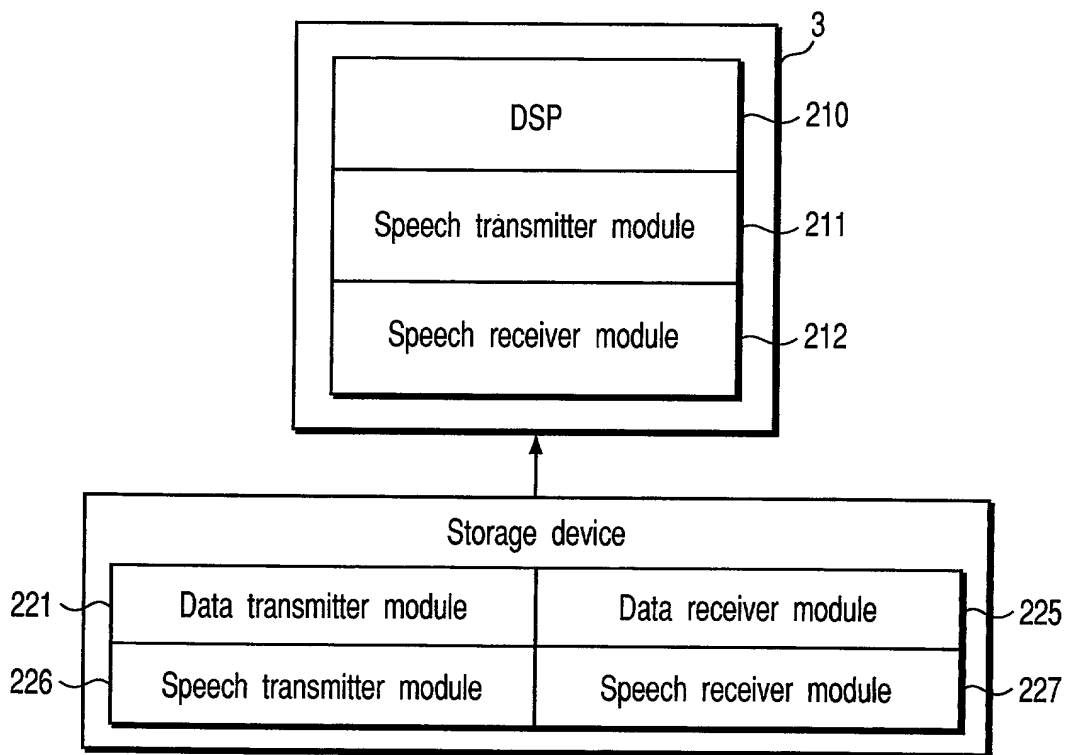 3
DSP
210
Speech transmitter module
211
Speech receiver module
212
Storage device
221
Data transmitter module
Data receiver module
225
226
Speech transmitter module
Speech receiver module
227